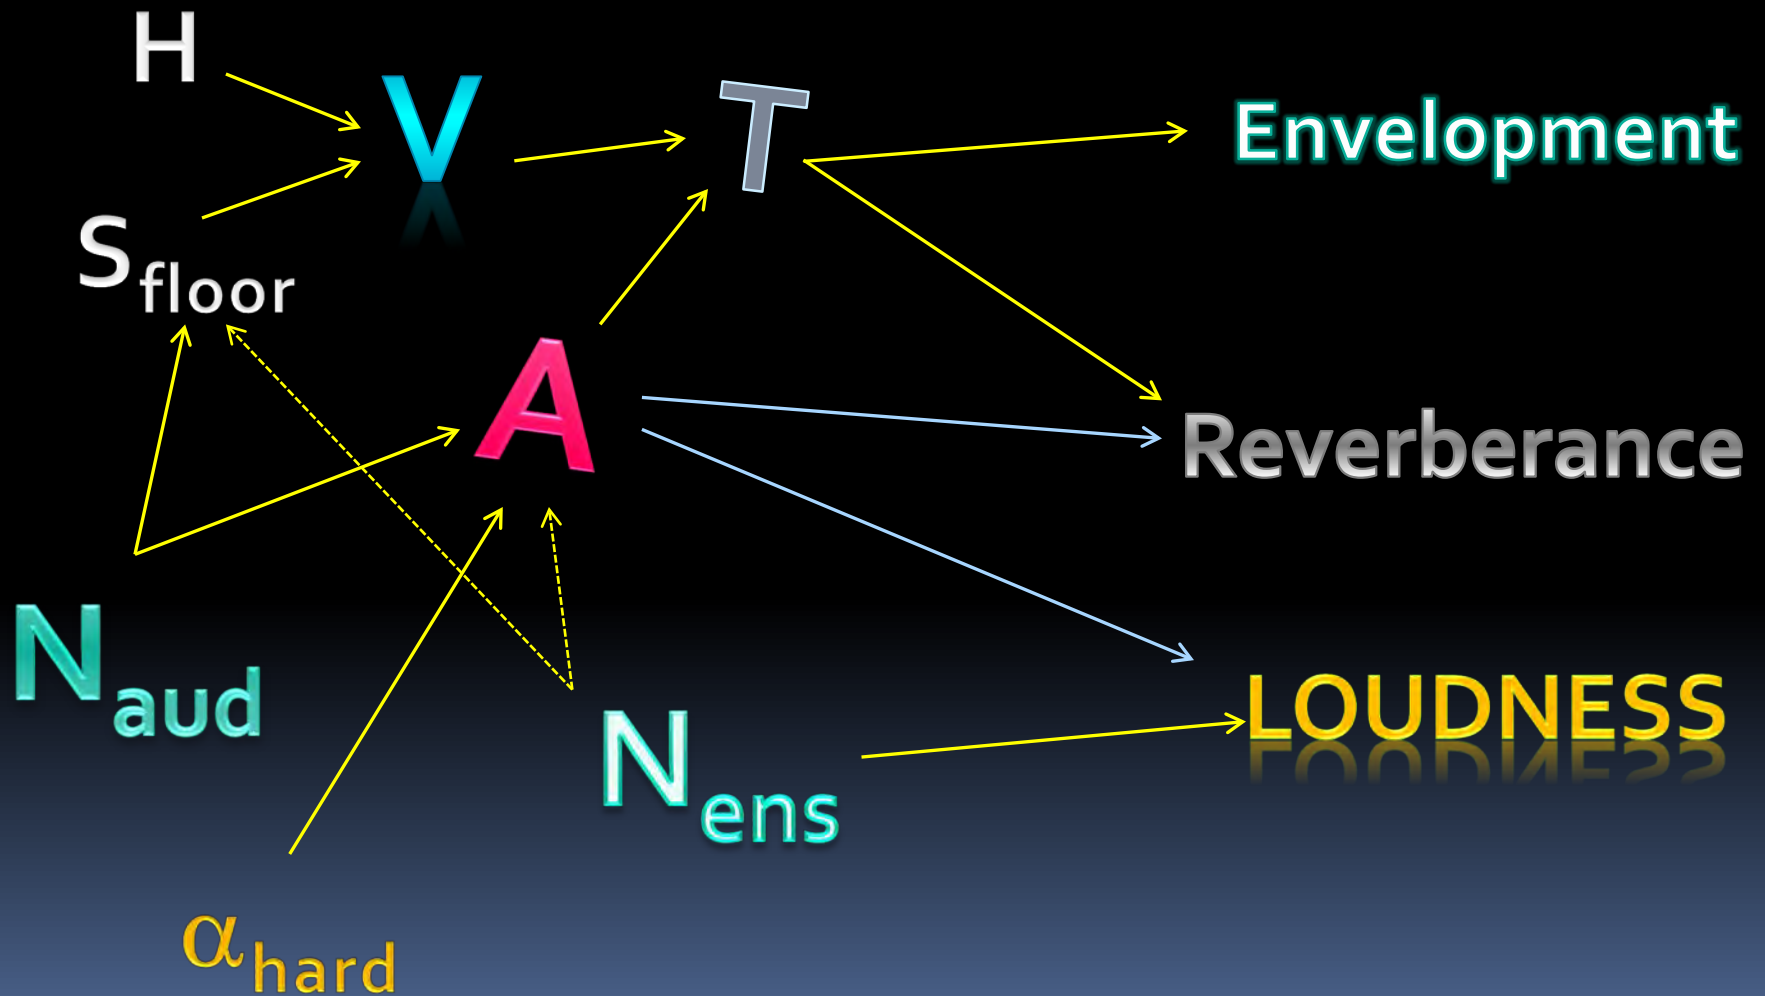 H
V
T
Envelopment
Sfloor
A
Reverberance
Naud
Nens
LOUDNESS
αhard